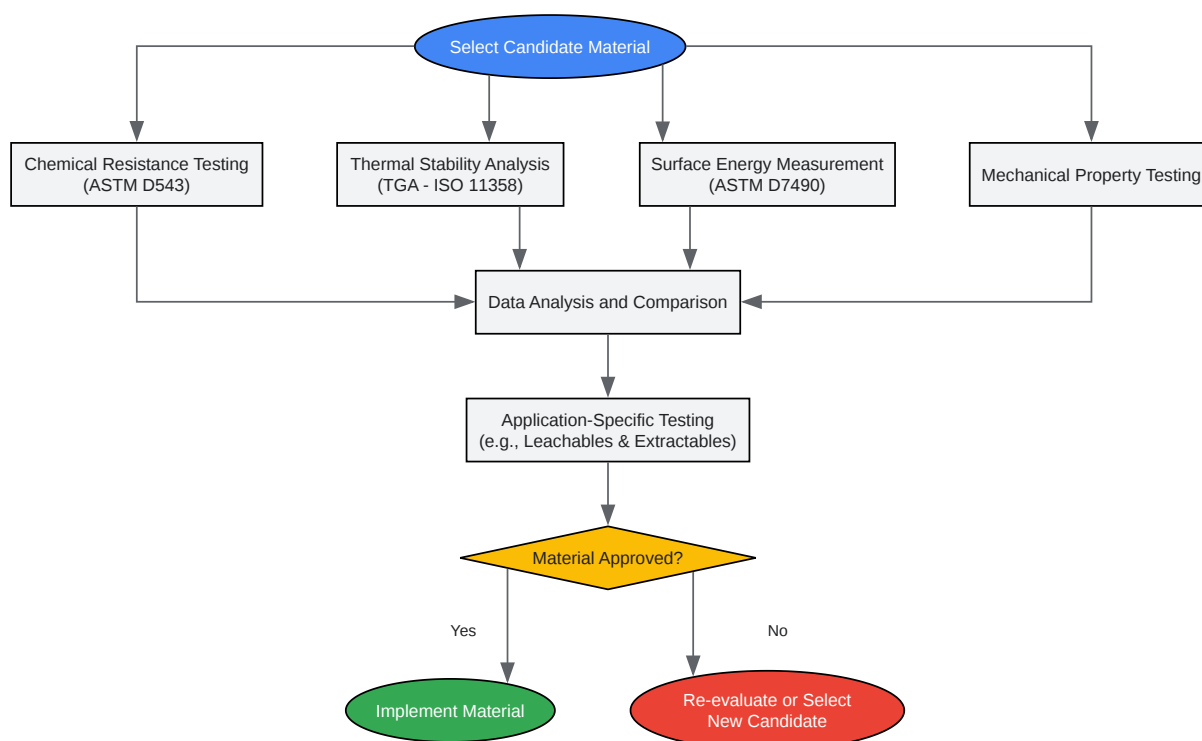 Select Candidate Material
Chemical Resistance Testing
(ASTM D543)
Thermal Stability Analysis
(TGA - ISO 11358)
Surface Energy Measurement
(ASTM D7490)
Mechanical Property Testing
Data Analysis and Comparison
Application-Specific Testing
(e.g., Leachables & Extractables)
Material Approved?
Yes
No
Implement Material
Re-evaluate or Select
New Candidate